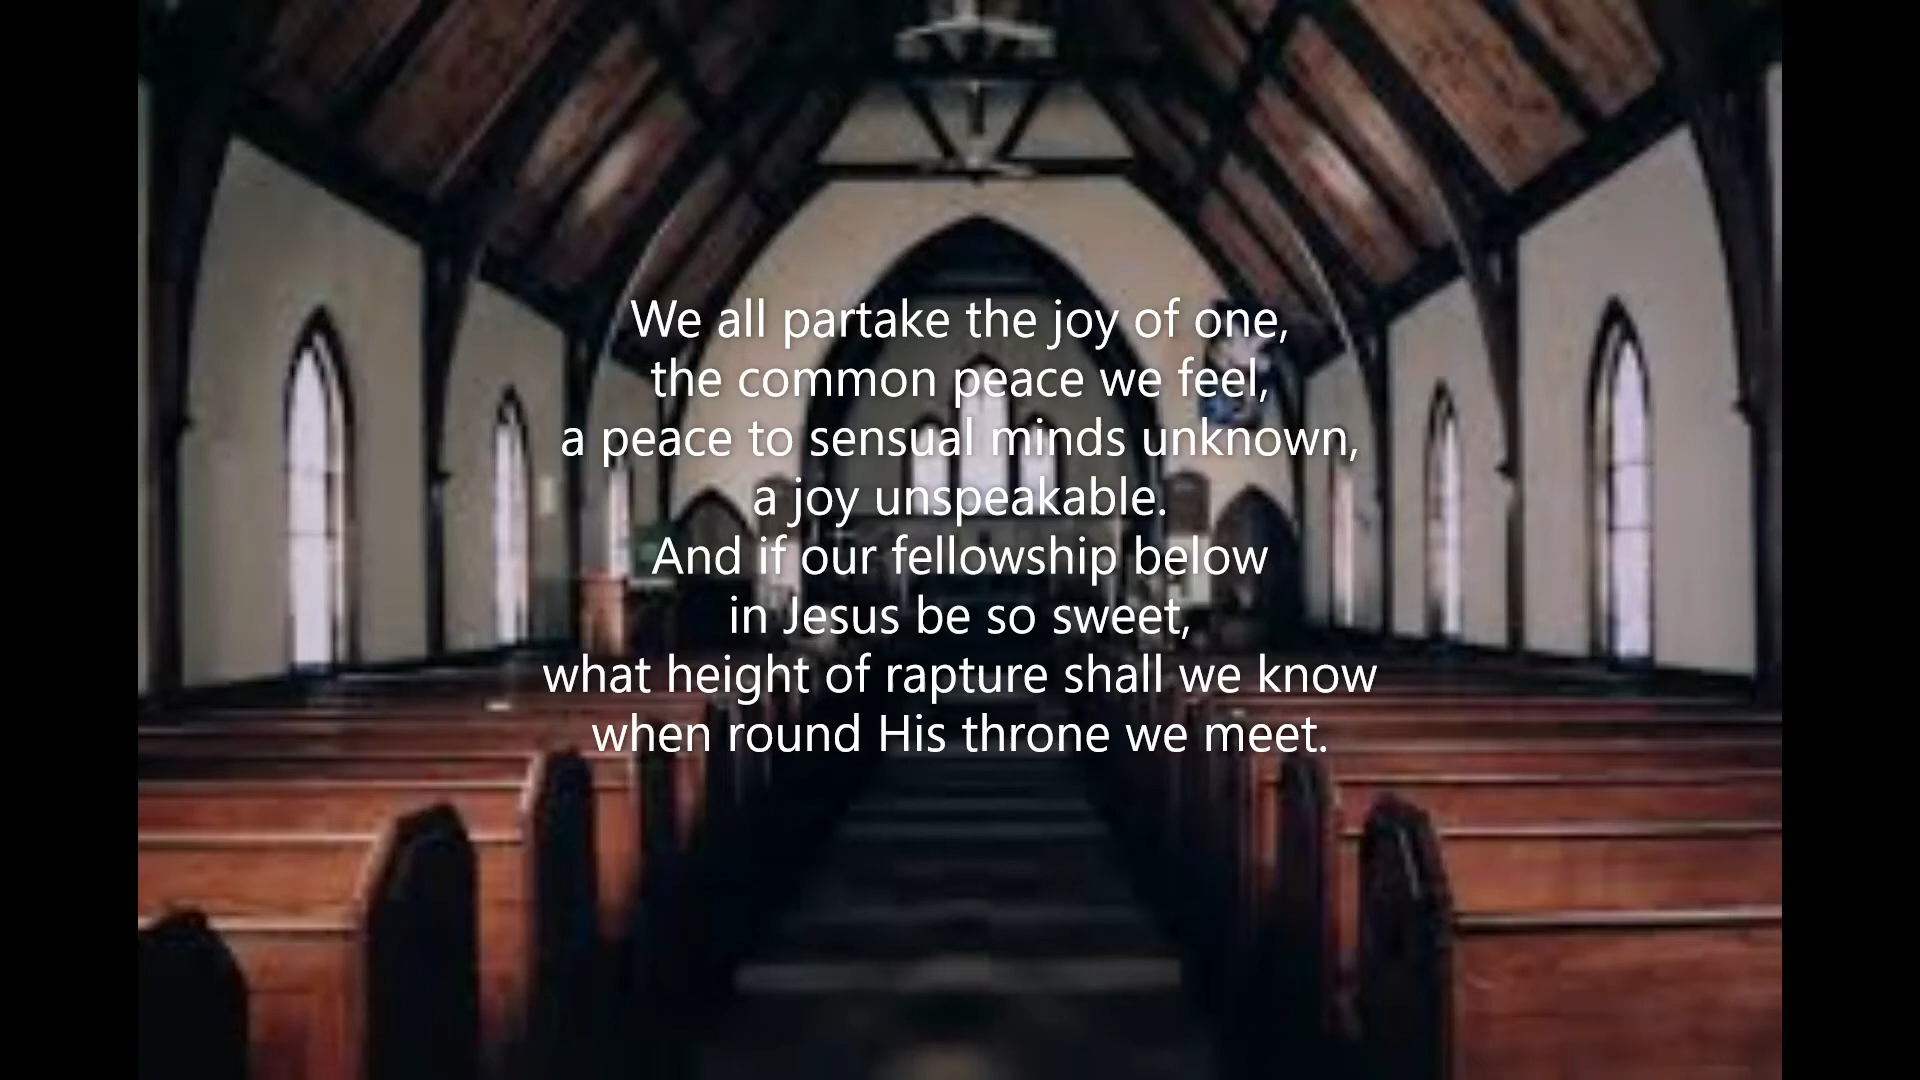 We all partake the joy of one,
the common peace we feel,
a peace to sensual minds unknown,
a joy unspeakable.
And if our fellowship below
in Jesus be so sweet,
what height of rapture shall we know
when round His throne we meet.